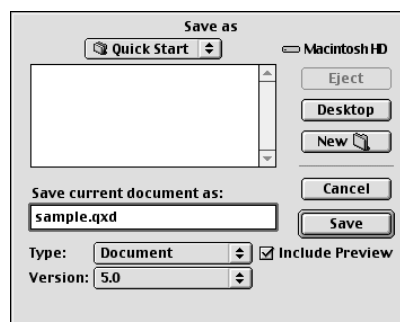 Save as
Quick Start
Macintosh HD
Eject
Desktop
New
Save current document as:
Cancel
sample.qxd
Save
Type: Document
Include Preview
Version: 5.0